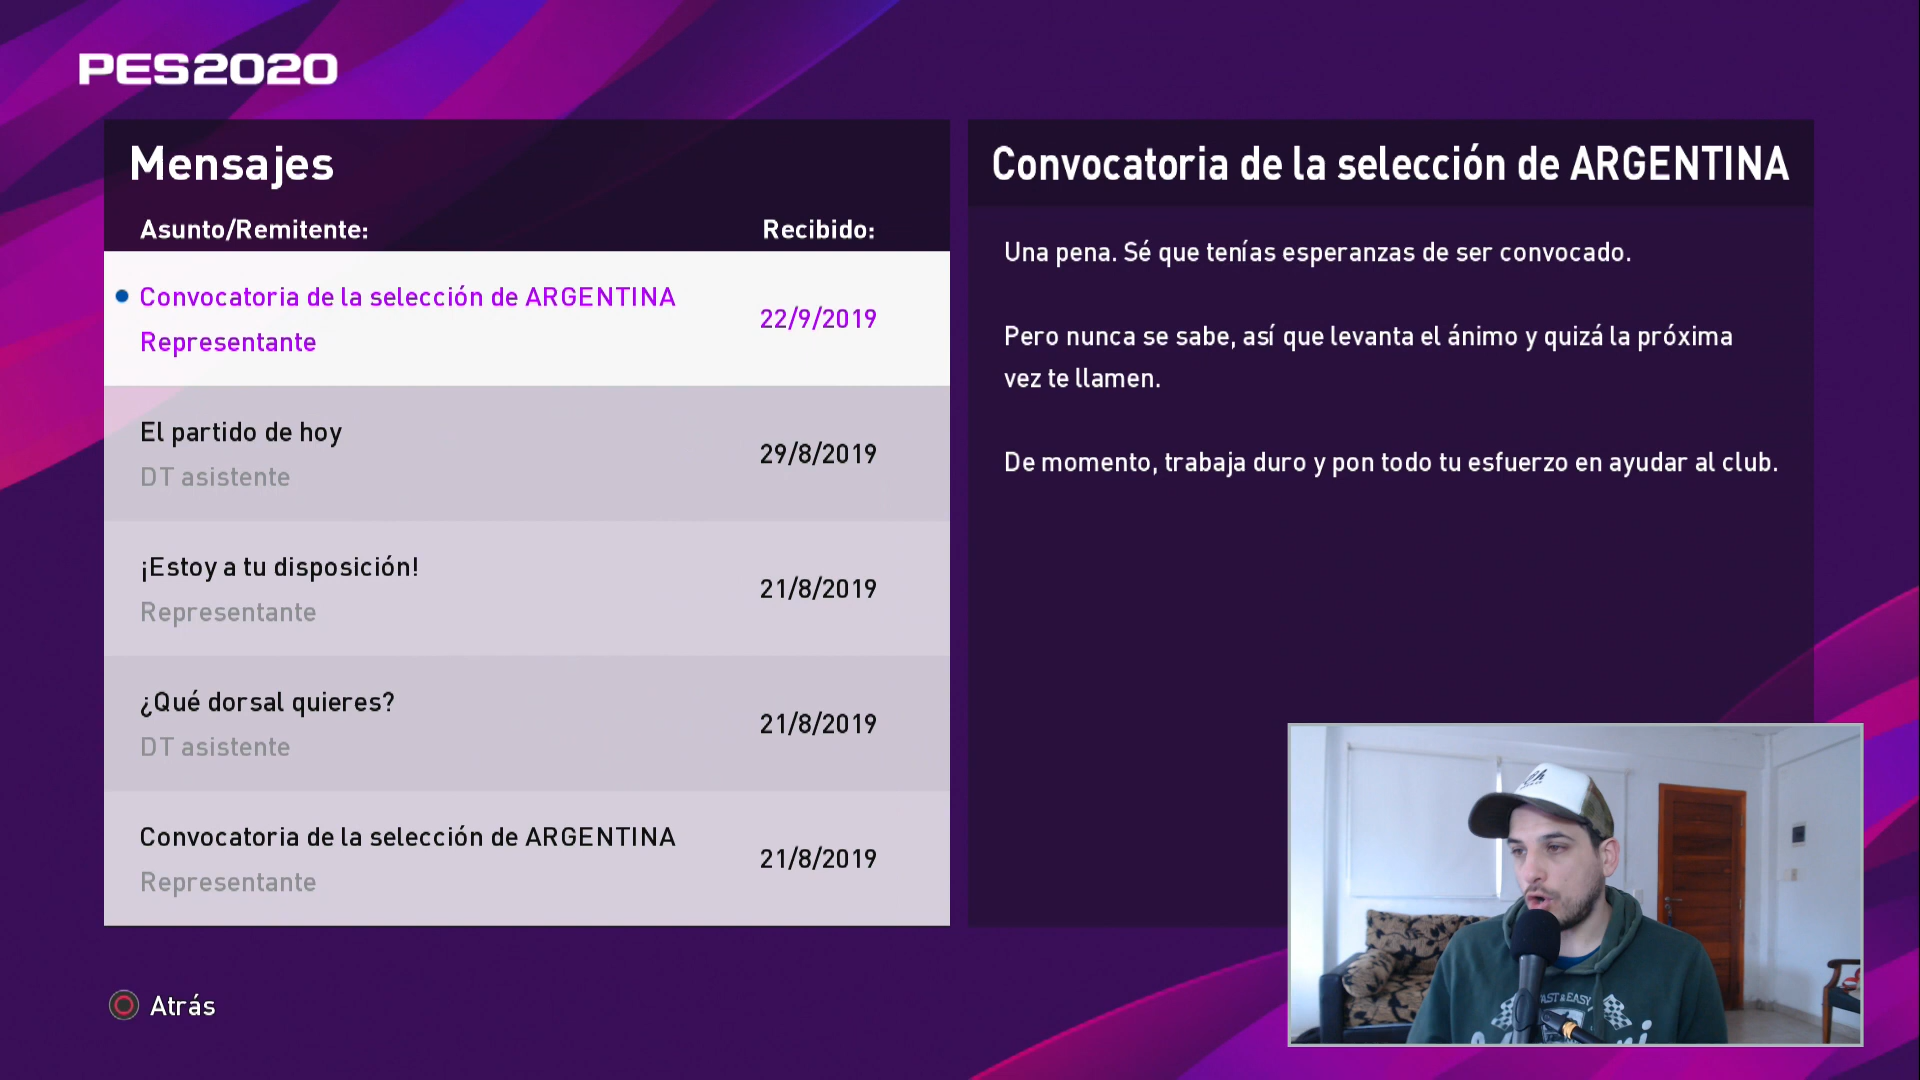 PES2020
Mensajes
Asunto/Remitente:
Recibido:
Convocatoria de la selección de ARGENTINA
Representante
22/9/2019
El partido de hoy
DT asistente
29/8/2019
¡Estoy a tu disposición!
Representante
21/8/2019
¿Qué dorsal quieres?
DT asistente
21/8/2019
Convocatoria de la selección de ARGENTINA
Representante
21/8/2019
Convocatoria de la selección de ARGENTINA
Una pena. Sé que tenías esperanzas de ser convocado.
Pero nunca se sabe, así que levanta el ánimo y quizá la próxima
vez te llamen.
De momento, trabaja duro y pon todo tu esfuerzo en ayudar al club.
Atrás
FAST & EASY